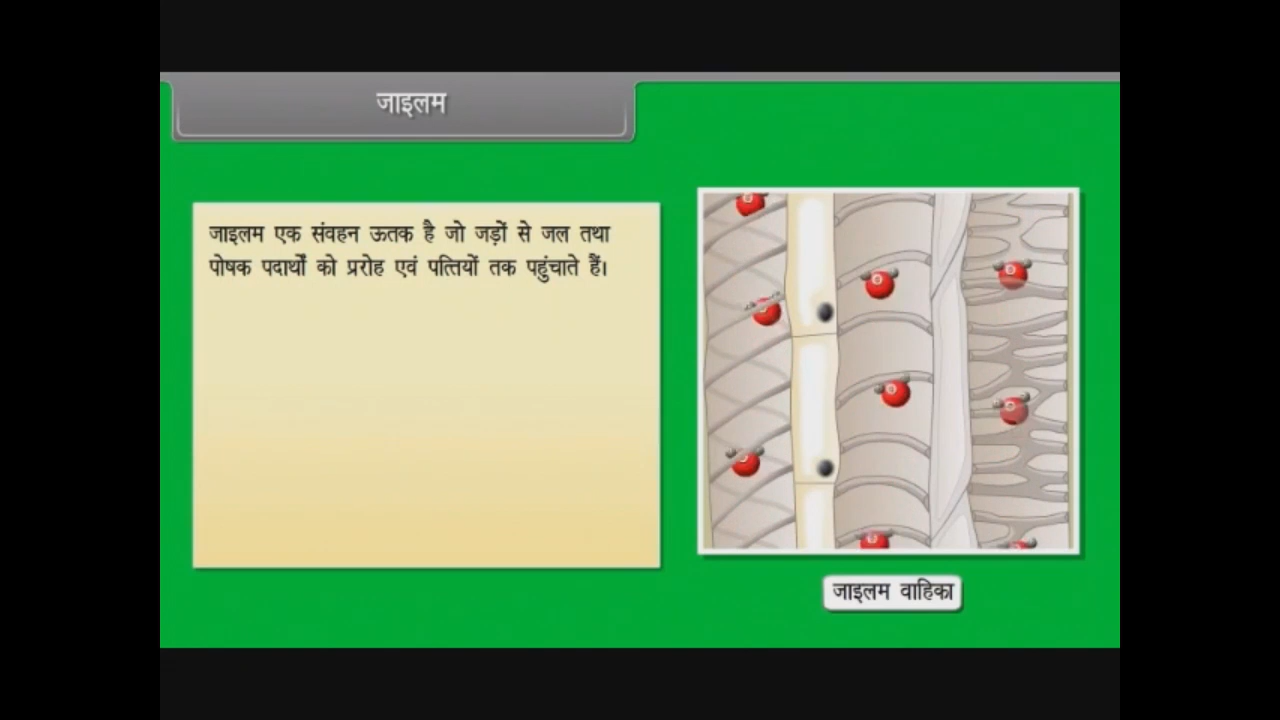 जाइलम
जाइलम एक संवहन ऊतक है जो जड़ों से जल तथा
पोषक पदार्थों को प्ररोह एवं पत्तियों तक पहुंचाते हैं।
जाइलम वाहिका